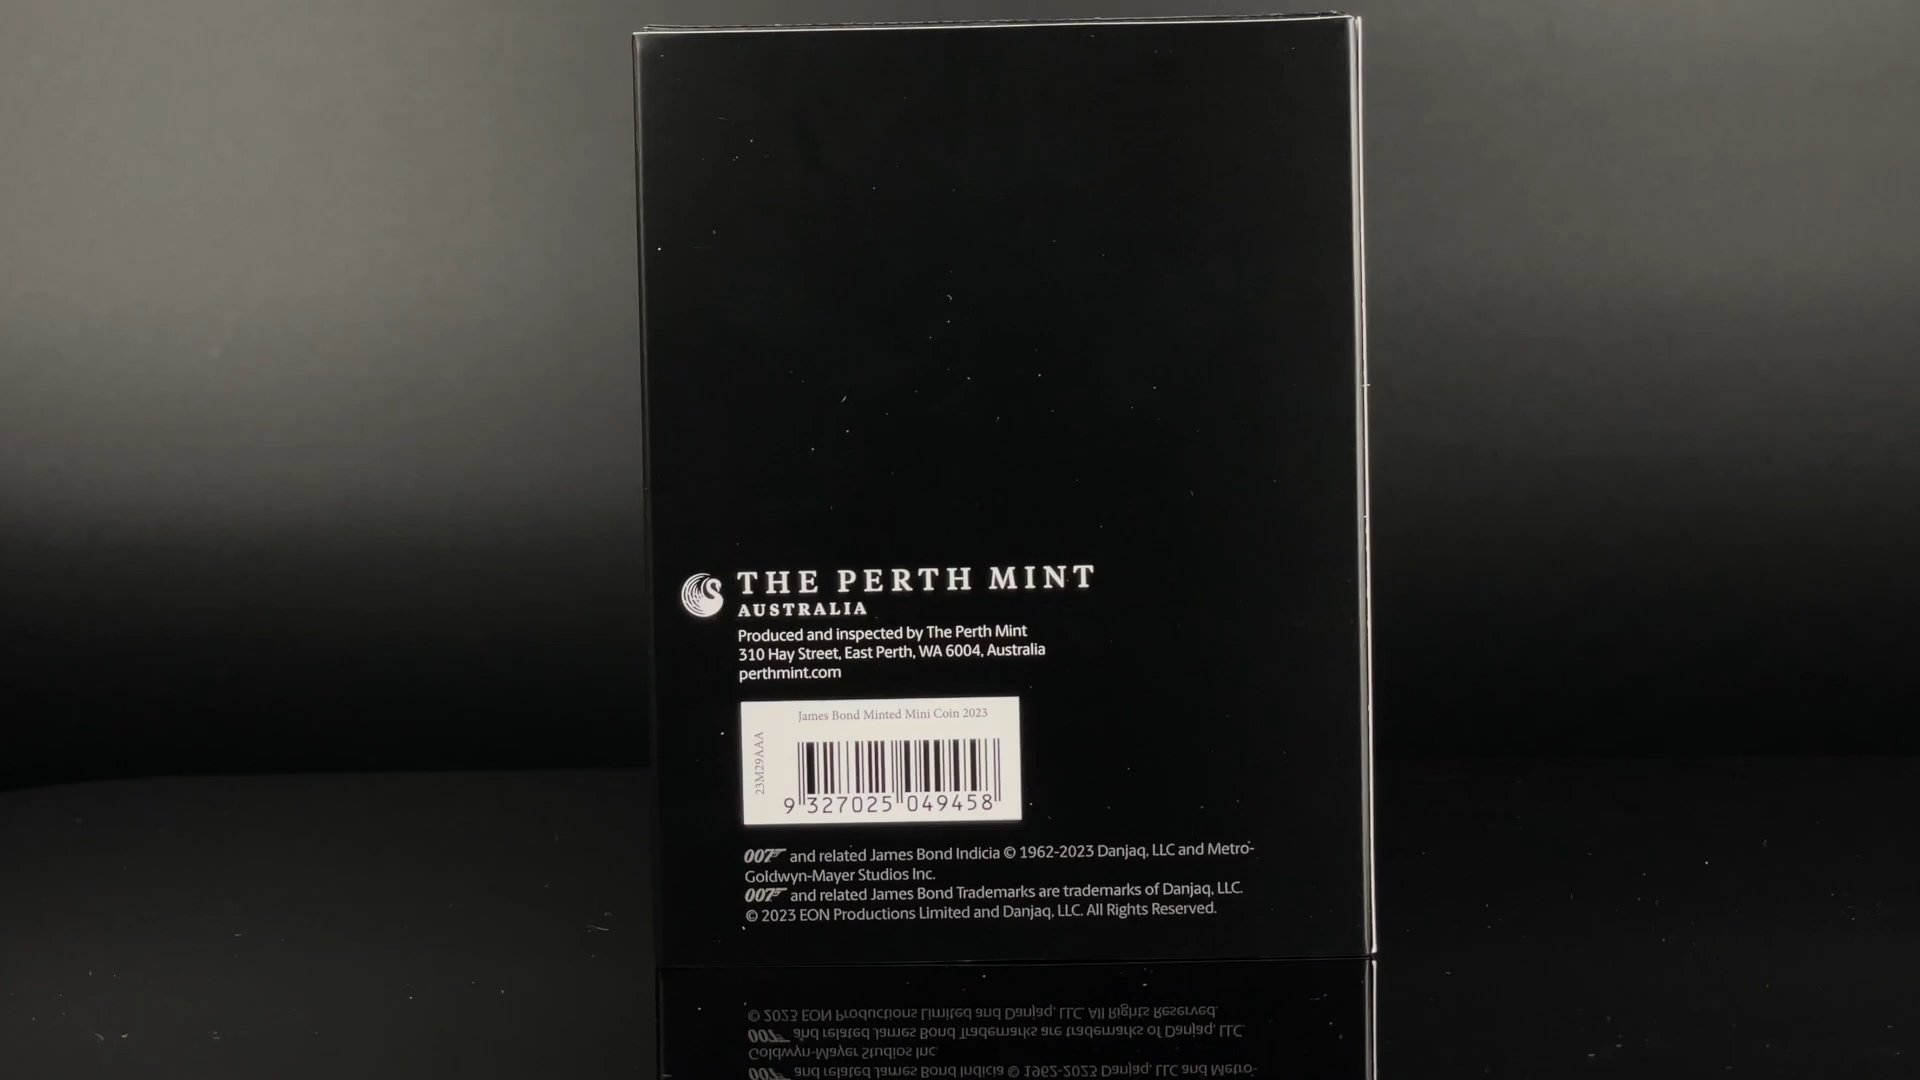 THE PERTH MINT
AUSTRALIA
Produced and inspected by The Perth Mint
310 Hay Street, East Perth, WA 6004, Australia
perthmint.com
James Bond Minted Mini Coin 2023
23M29AAA
9 327025 049458
007 and related James Bond Indicia © 1962-2023 Danjaq, LLC and Metro-
Goldwyn-Mayer Studios Inc.
007 and related James Bond Trademarks are trademarks of Danjaq, LLC.
© 2023 EON Productions Limited and Danjaq, LLC. All Rights Reserved.